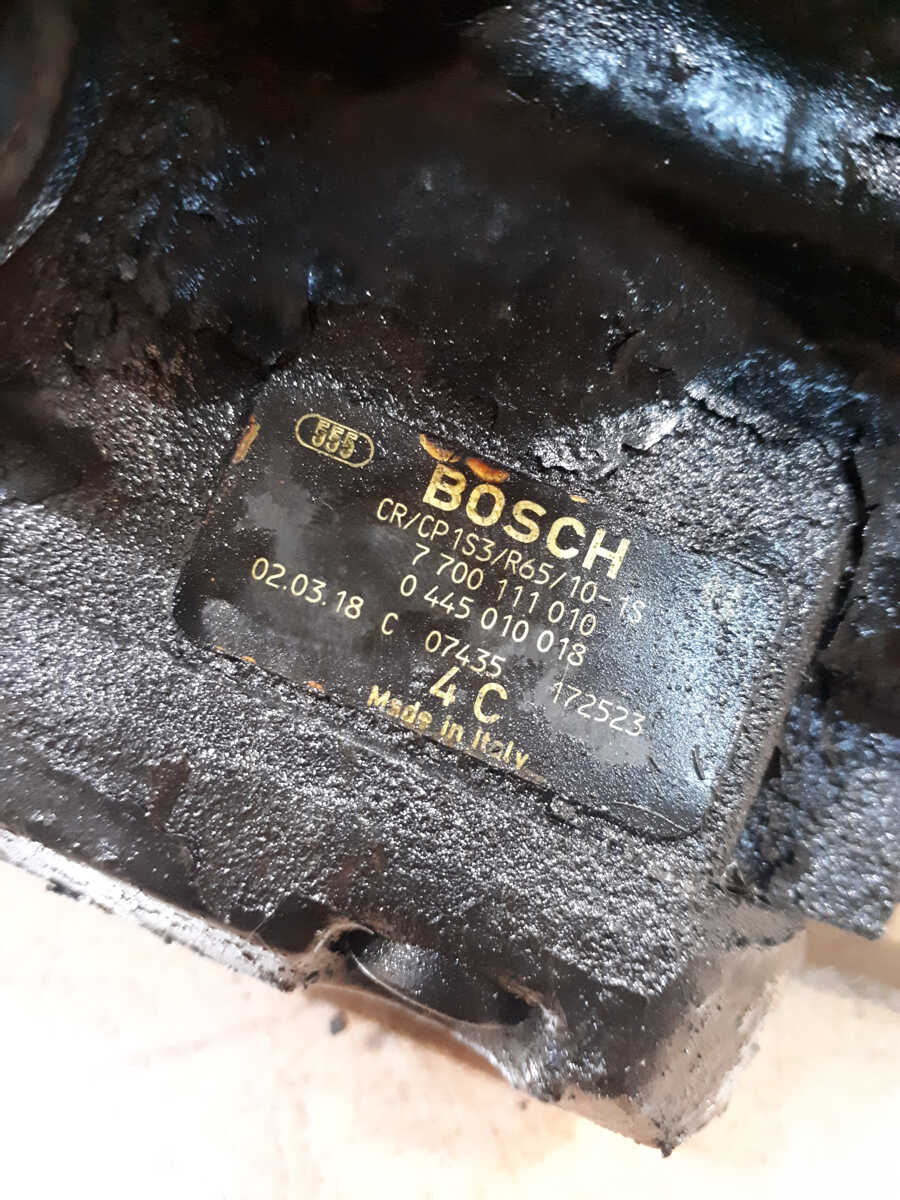 555
BOSCH
CR/CP1S3/R65/10-1S
7 700 111 010
0 445 010 018
02.03.18 C 07435 172523
4 C
Made in Italy